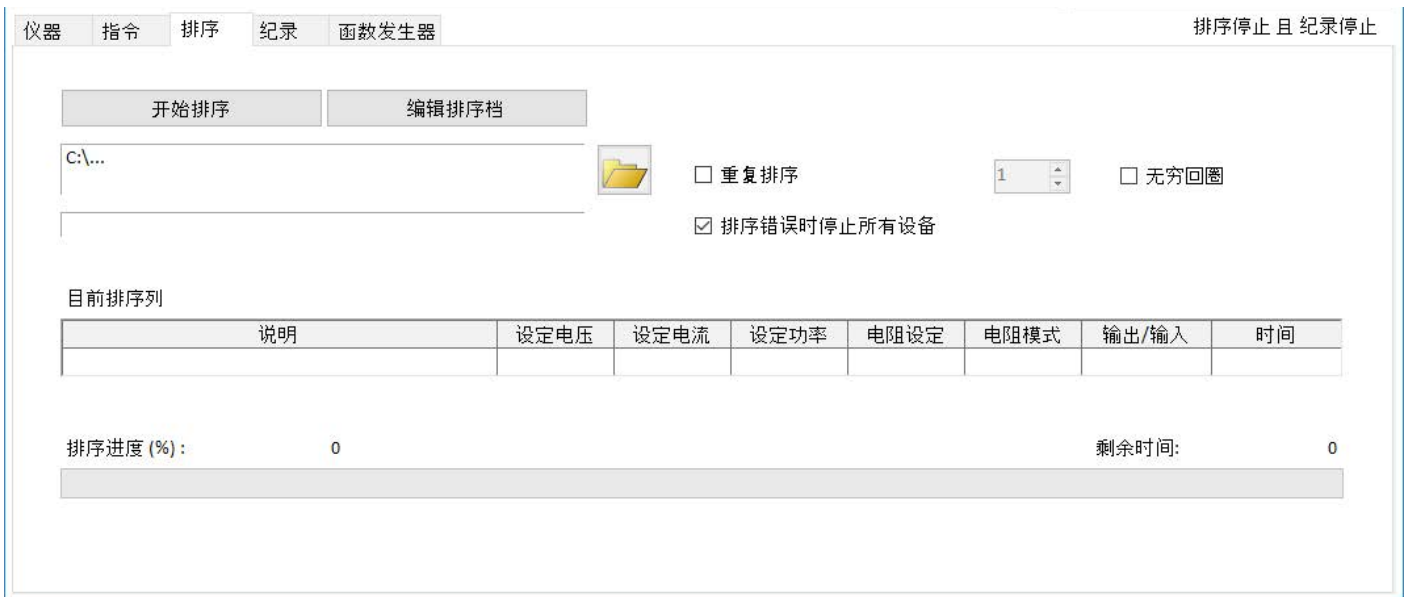 仪器 指令 排序 纪录 函数发生器 排序停止 且 纪录停止
开始排序 编辑排序档
C:\...
重复排序 1 无穷回圈
排序错误时停止所有设备
目前排序列
说明 设定电压 设定电流 设定功率 电阻设定 电阻模式 输出/输入 时间
排序进度 (%) : 0 剩余时间: 0